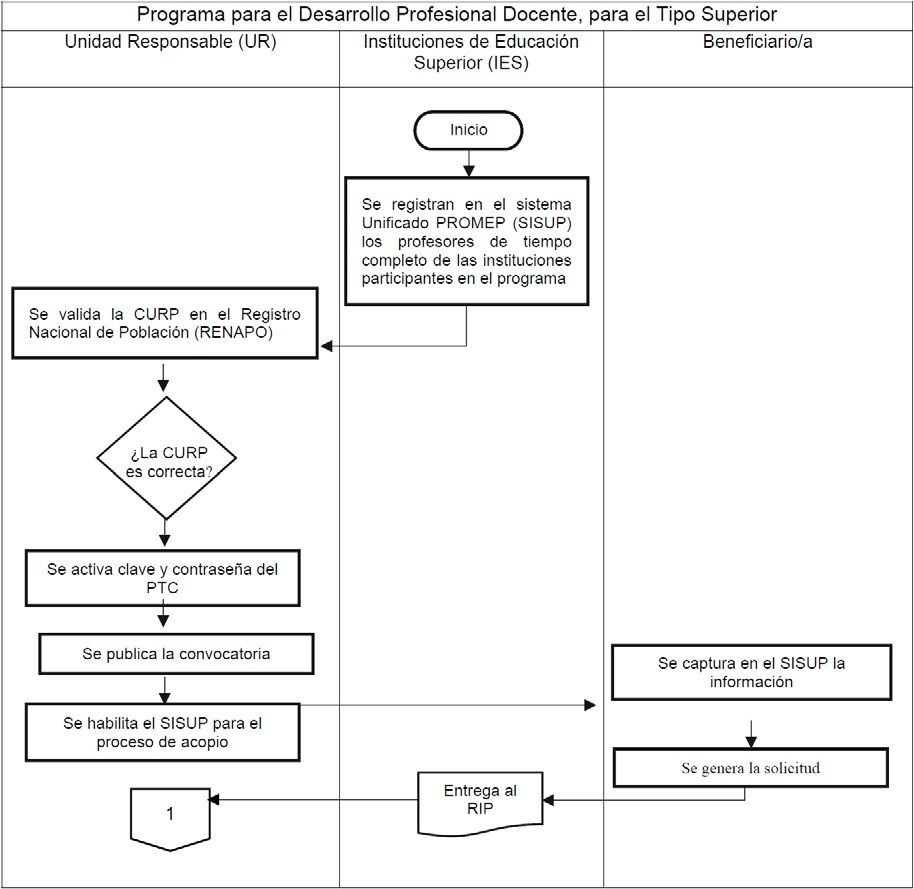 Programa para el Desarrollo Profesional Docente, para el Tipo Superior
Unidad Responsable (UR)
Instituciones de Educación
Superior (IES)
Beneficiario/a
Inicio
Se registran en el sistema
Unificado PROMEP (SISUP)
los profesores de tiempo
completo de las instituciones
participantes en el programa
Se valida la CURP en el Registro
Nacional de Población (RENAPO)
¿La CURP
es correcta?
Se activa clave y contraseña del
PTC
Se publica la convocatoria
Se habilita el SISUP para el
proceso de acopio
Se captura en el SISUP la
información
Se genera la solicitud
Entrega al
RIP
1